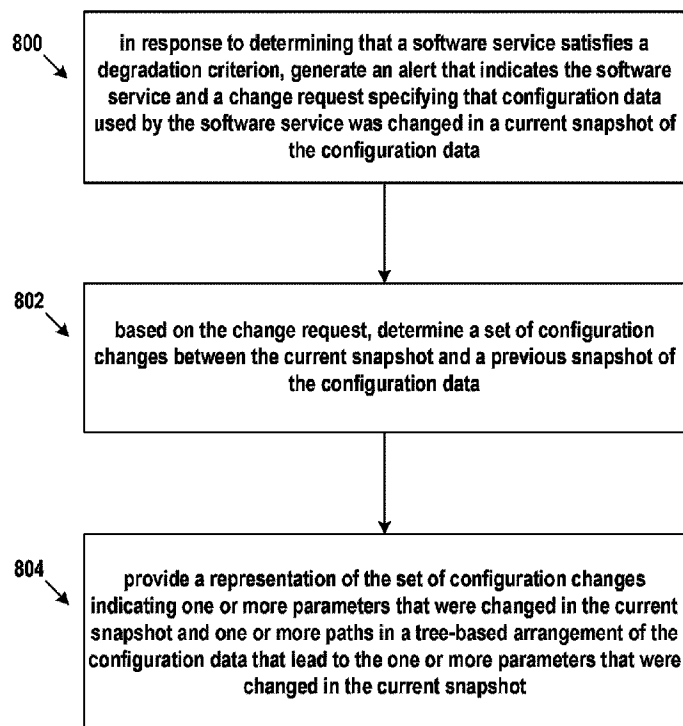 800
in response to determining that a software service satisfies a
degradation criterion, generate an alert that indicates the software
service and a change request specifying that configuration data
used by the software service was changed in a current snapshot of
the configuration data
802
based on the change request, determine a set of configuration
changes between the current snapshot and a previous snapshot of
the configuration data
804
provide a representation of the set of configuration changes
indicating one or more parameters that were changed in the current
snapshot and one or more paths in a tree-based arrangement of the
configuration data that lead to the one or more parameters that were
changed in the current snapshot